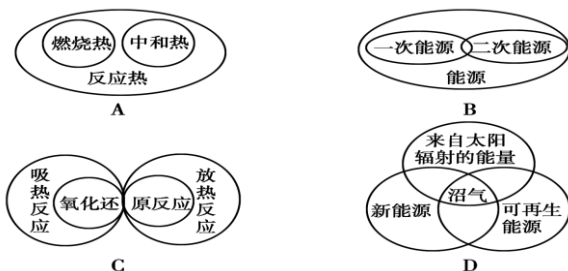 燃烧热
中和热
反应热
A
一次能源
二次能源
能源
B
吸热反应
氧化还
原反应
放热反应
C
来自太阳
辐射的能量
沼气
新能源
可再生
能源
D